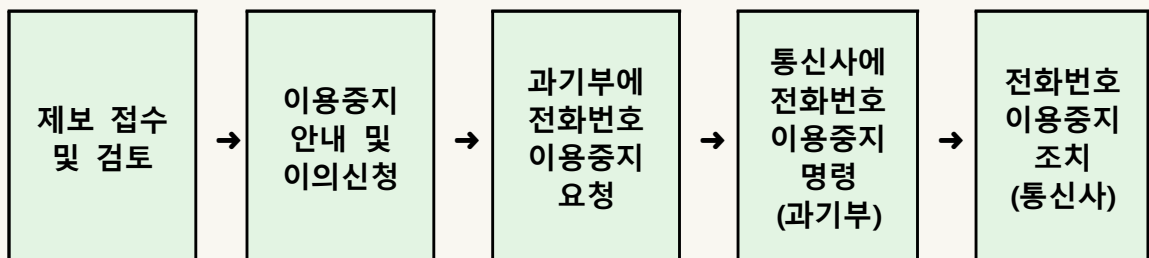 제보 접수
및 검토
➜
이용중지
안내 및
이의신청
➜
과기부에
전화번호
이용중지
요청
➜
통신사에
전화번호
이용중지
명령
(과기부)
➜
전화번호
이용중지
조치
(통신사)